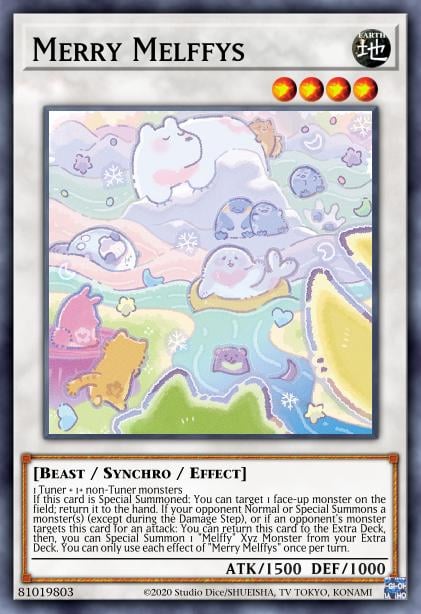 MERRY MELFFYS
EARTH
地
[BEAST / SYNCHRO / EFFECT]
1 Tuner + 1+ non-Tuner monsters
If this card is Special Summoned: You can target 1 face-up monster on the
field; return it to the hand. If your opponent Normal or Special Summons a
monster(s) (except during the Damage Step), or if an opponent's monster
targets this card for an attack: You can return this card to the Extra Deck,
then, you can Special Summon 1 "Melffy" Xyz Monster from your Extra
Deck. You can only use each effect of "Merry Melffys" once per turn.
ATK/1500 DEF/1000
81019803
©2020 Studio Dice/SHUEISHA, TV TOKYO, KONAMI